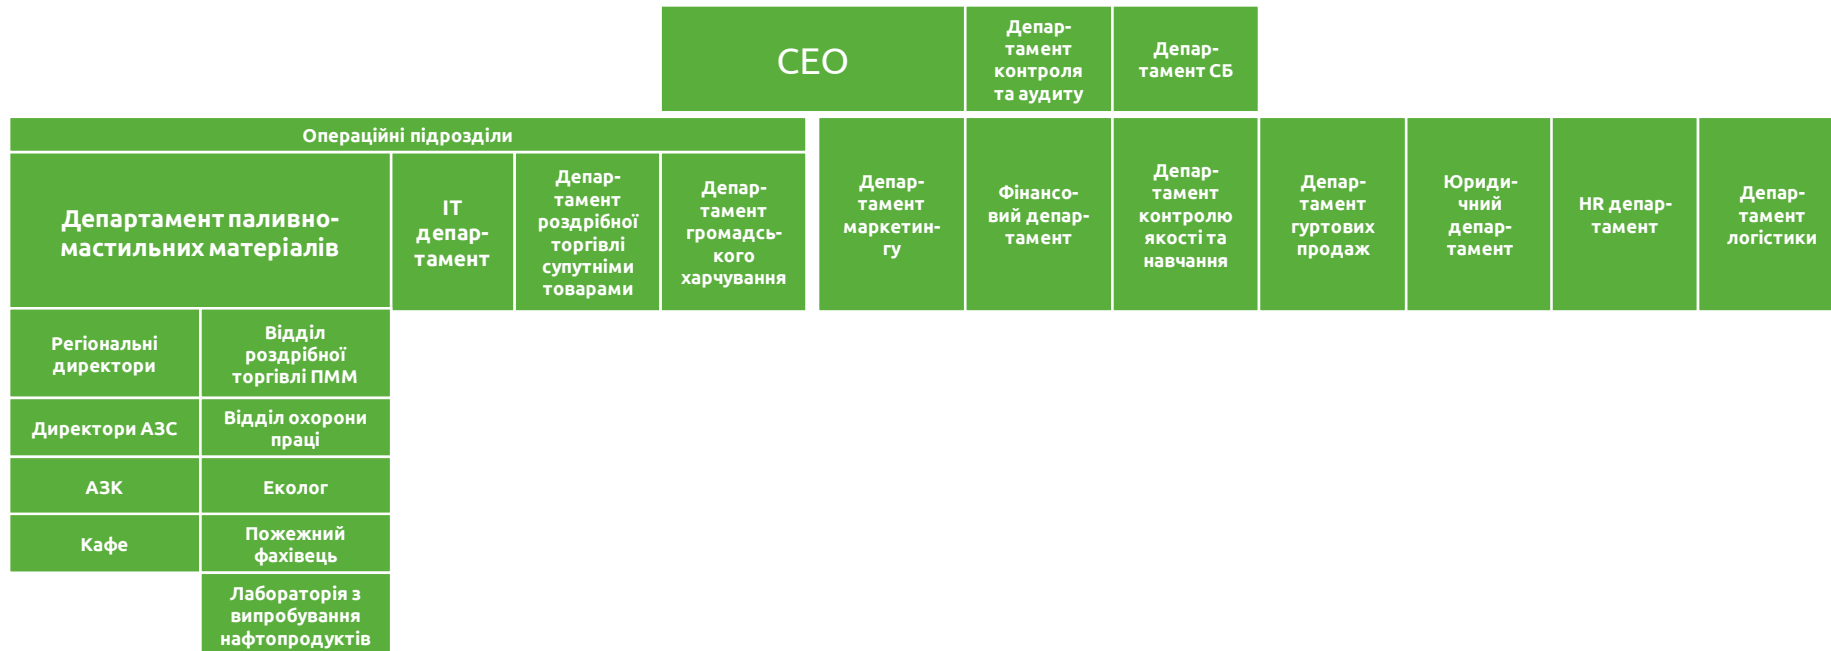 CEO
Депар-
тамент
контроля
та аудиту
Депар-
тамент СБ
Операційні підрозділи
Департамент паливно-
мастильних матеріалів
ІТ
депар-
тамент
Депар-
тамент
роздрібної
торгівлі
супутніми
товарами
Депар-
тамент
громадсь-
кого
харчування
Депар-
тамент
маркетин-
гу
Фінансо-
вий депар-
тамент
Депар-
тамент
контролю
якості та
навчання
Депар-
тамент
гуртових
продаж
Юриди-
чний
депар-
тамент
HR депар-
тамент
Депар-
тамент
логістики
Регіональні
директори
Відділ
роздрібної
торгівлі ПММ
Директори АЗС
Відділ охорони
праці
АЗК
Еколог
Кафе
Пожежний
фахівець
Лабораторія з
випробування
нафтопродуктів